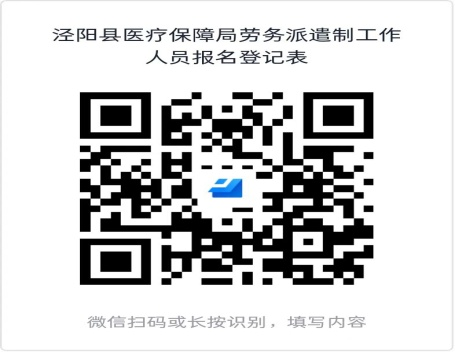 泾阳县医疗保障局劳务派遣制工作
人员报名登记表
微信扫码或长按识别，填写内容